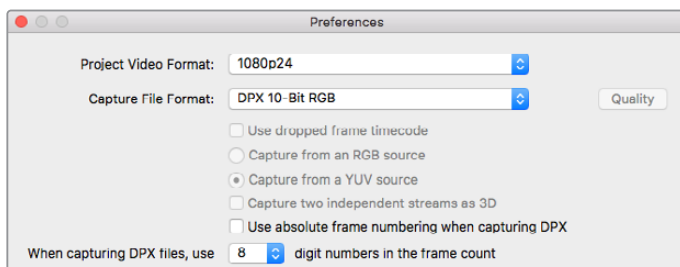 Preferences
Project Video Format: 1080p24
Capture File Format: DPX 10-Bit RGB Quality
Use dropped frame timecode
Capture from an RGB source
Capture from a YUV source
Capture two independent streams as 3D
Use absolute frame numbering when capturing DPX
When capturing DPX files, use 8 digit numbers in the frame count